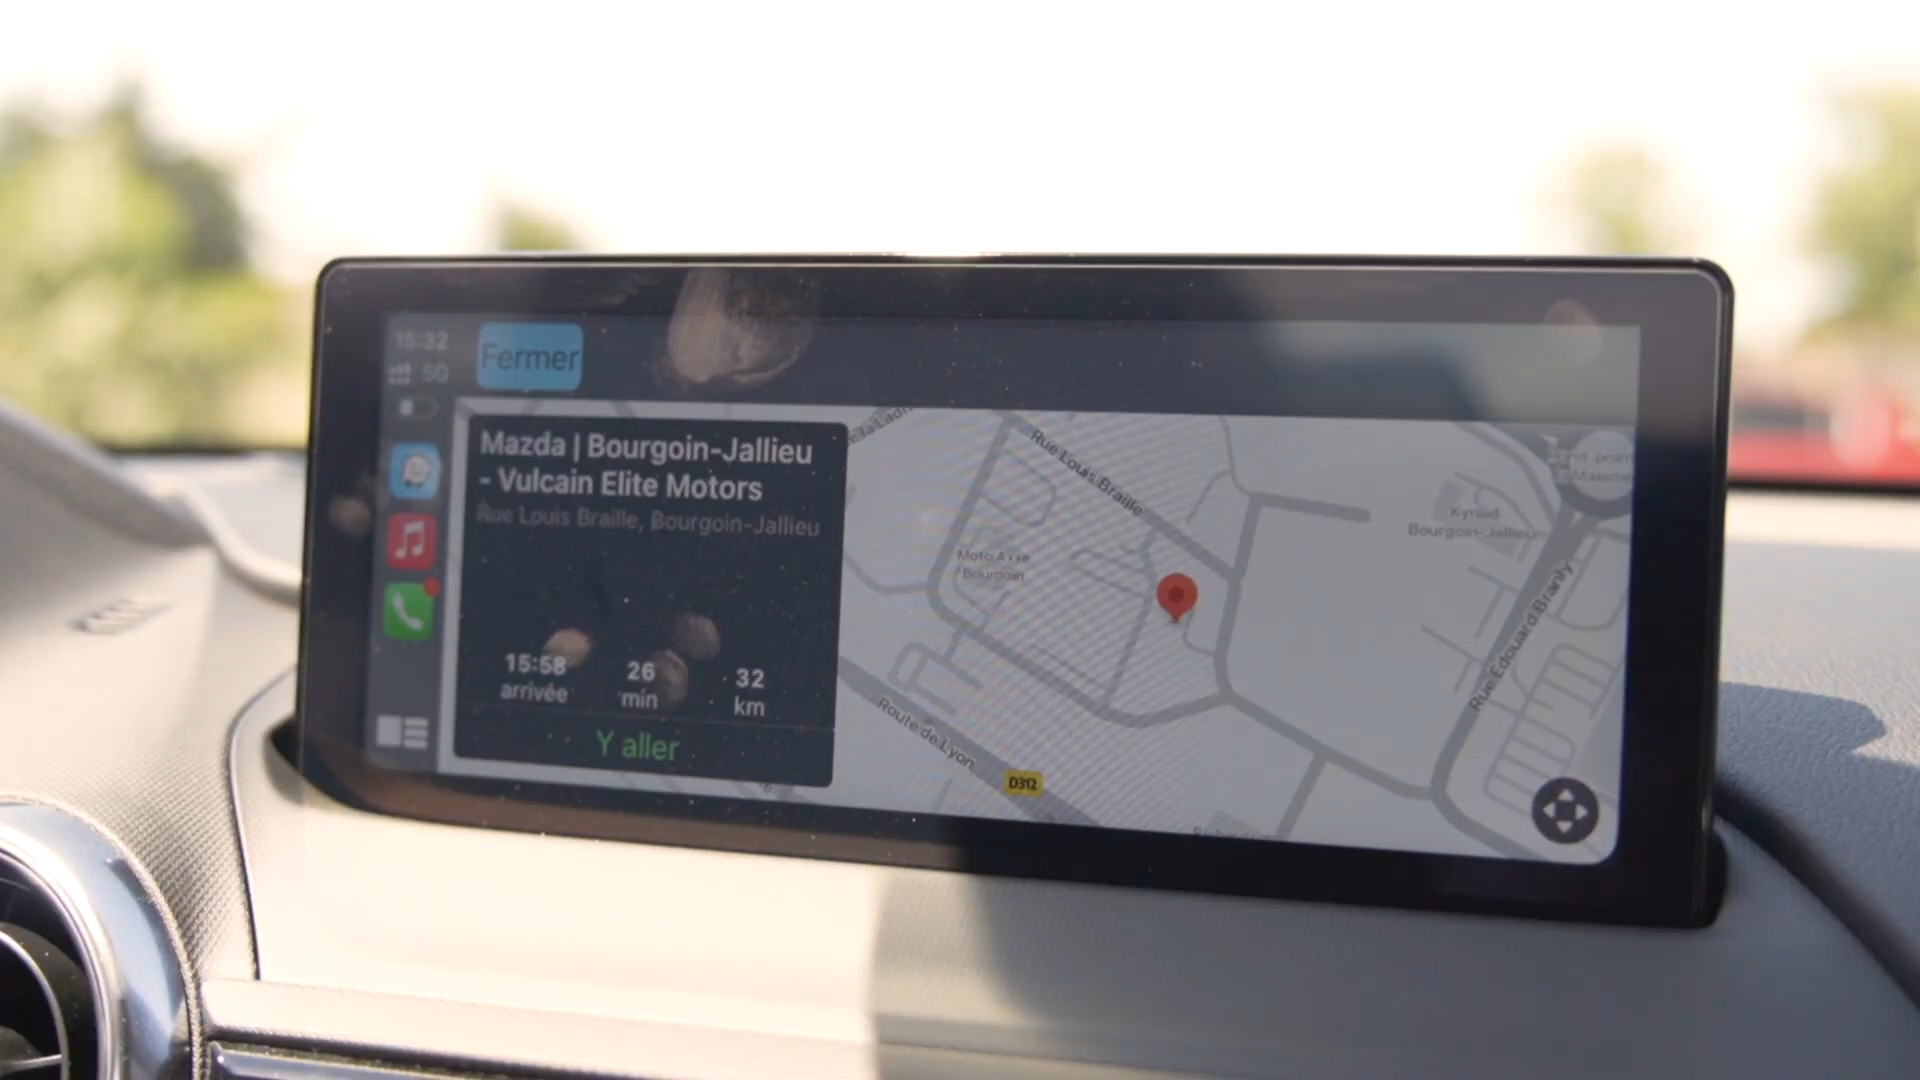 15:32
5G
Fermer
Mazda | Bourgoin-Jallieu
- Vulcain Elite Motors
Rue Louis Braille, Bourgoin-Jallieu
15:58
arrivée
26
min
32
km
Y aller
Rue Louis Braille
Moto Axxe
Bourgoin
Kyriad
Bourgoin-Jallieu
Rue Edouard Branly
Route de Lyon
D312